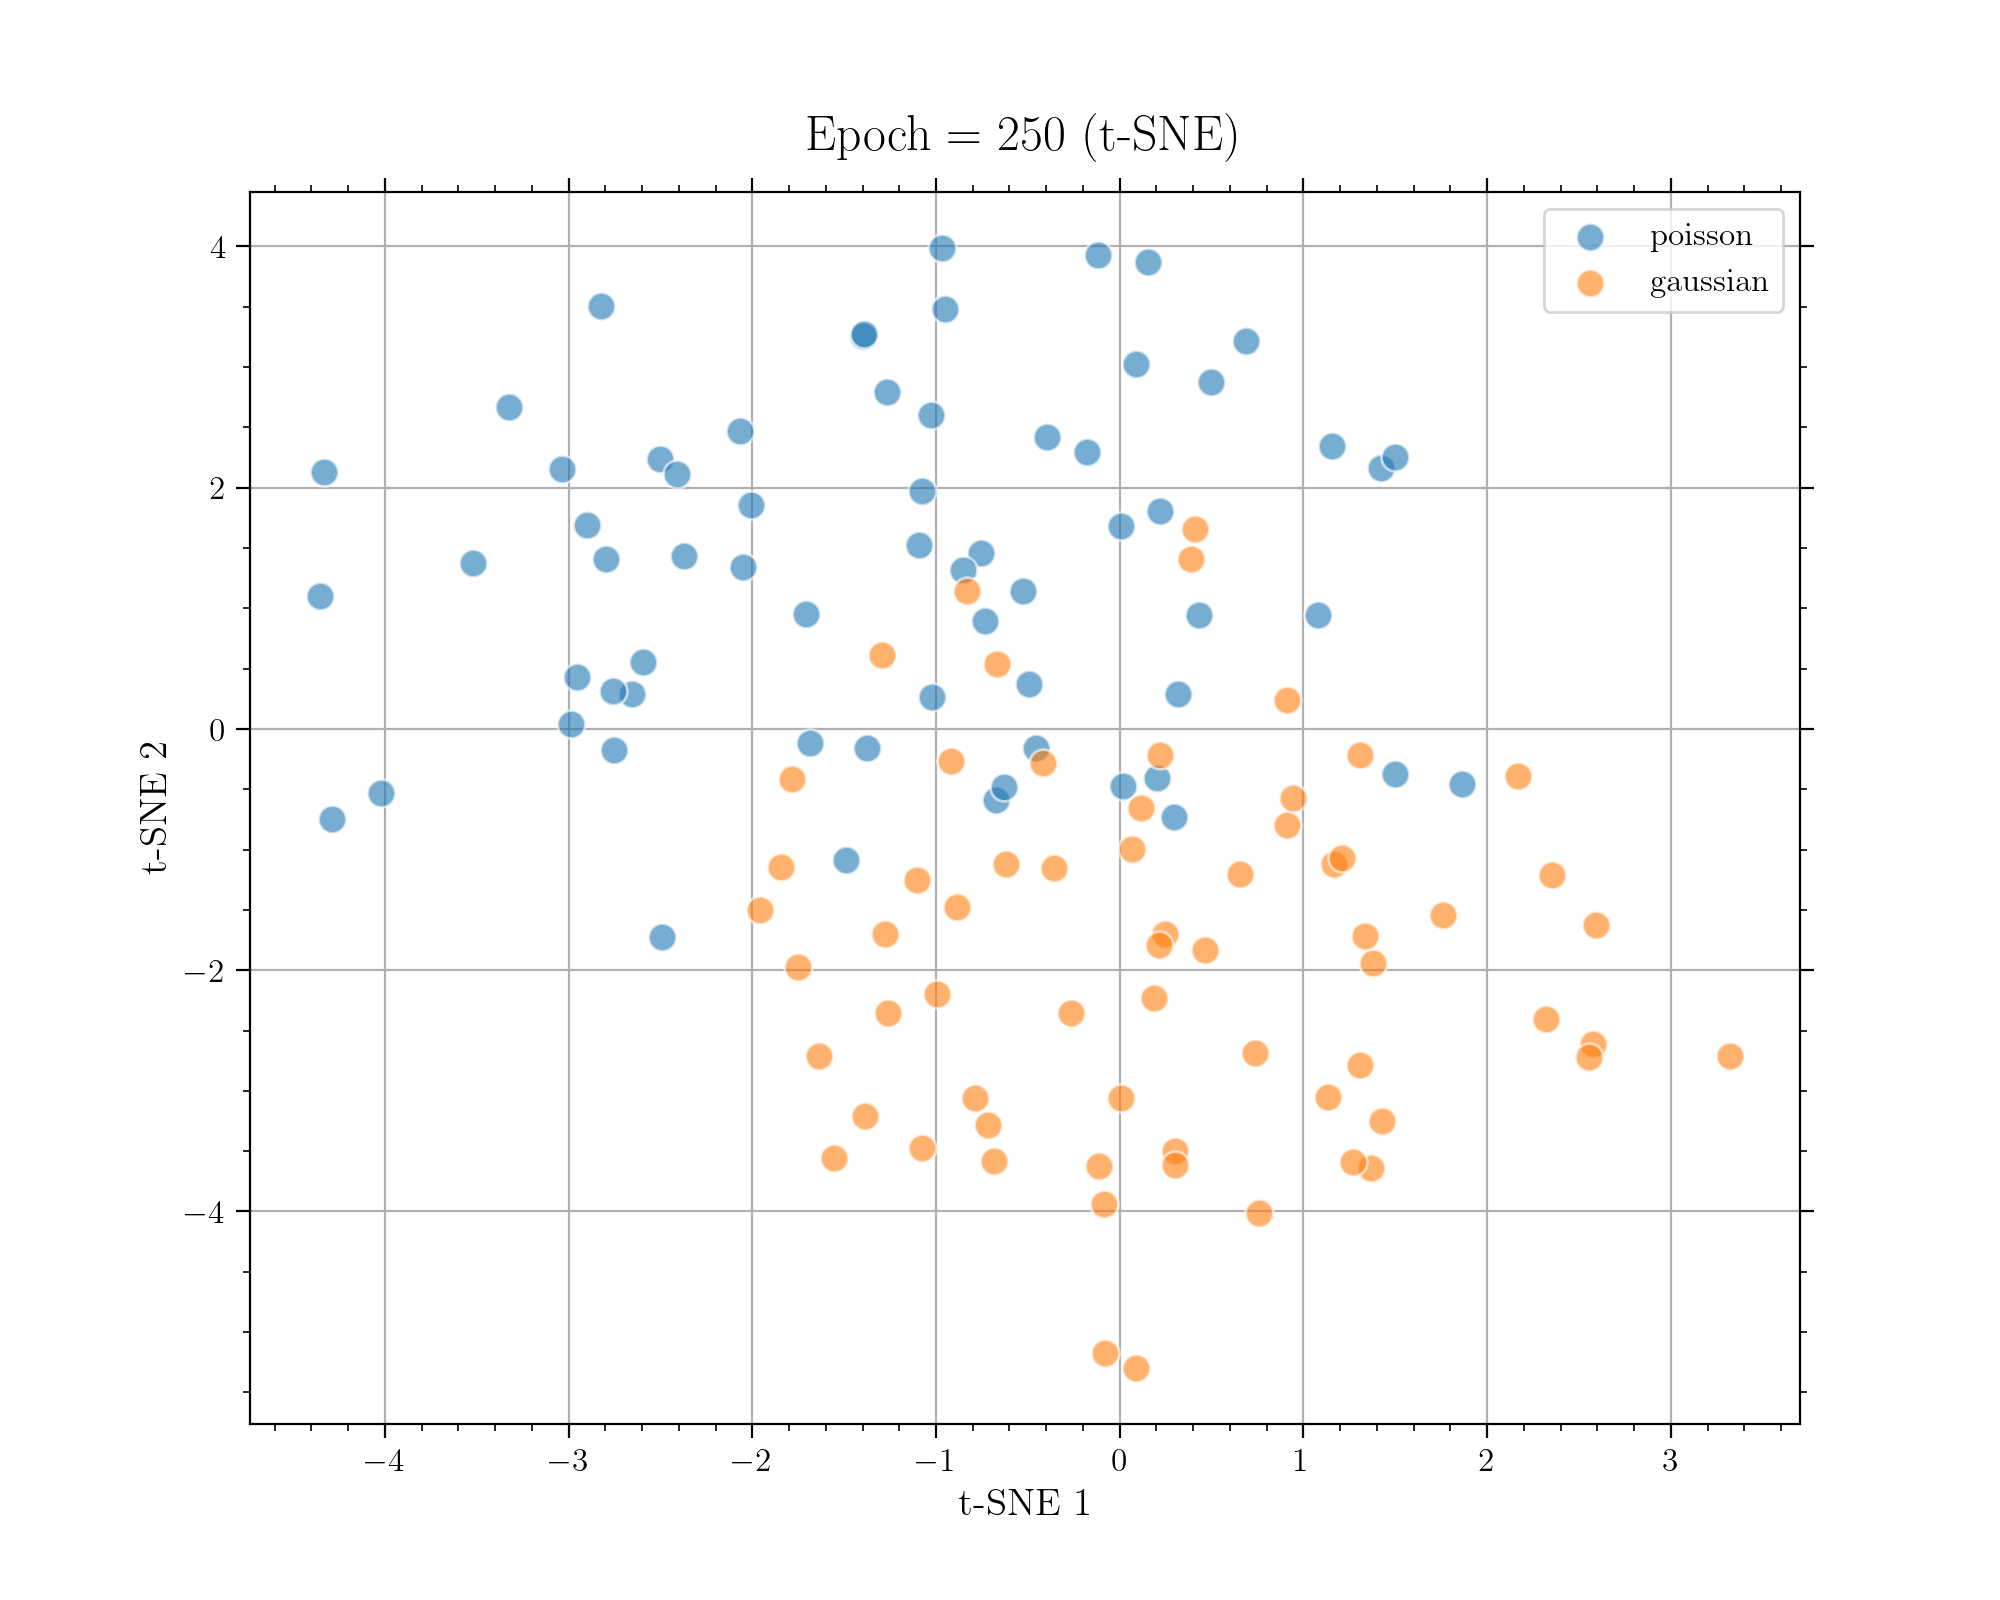 Epoch = 250 (t-SNE)
poisson
gaussian
4
2
0
−2
−4
t-SNE 2
−4
−3
−2
−1
0
1
2
3
t-SNE 1